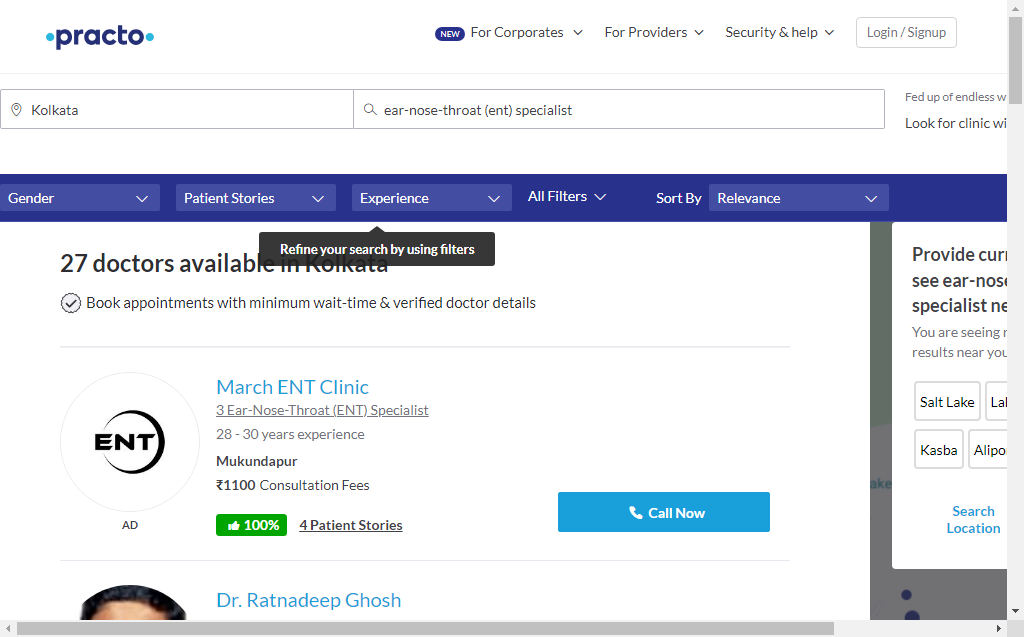 practo
NEW For Corporates
For Providers
Security & help
Login / Signup
Kolkata
ear-nose-throat (ent) specialist
Fed up of endless w
Look for clinic wi
Gender
Patient Stories
Experience
All Filters
Sort By
Relevance
Refine your search by using filters
27 doctors available in Kolkata
Book appointments with minimum wait-time & verified doctor details
ENT
AD
March ENT Clinic
3 Ear-Nose-Throat (ENT) Specialist
28 - 30 years experience
Mukundapur
₹1100 Consultation Fees
100% 4 Patient Stories
Call Now
Dr. Ratnadeep Ghosh
Provide curr
see ear-nose
specialist ne
You are seeing r
results near you
Salt Lake
Lal
Kasba
Alipo
ake
Search
Location